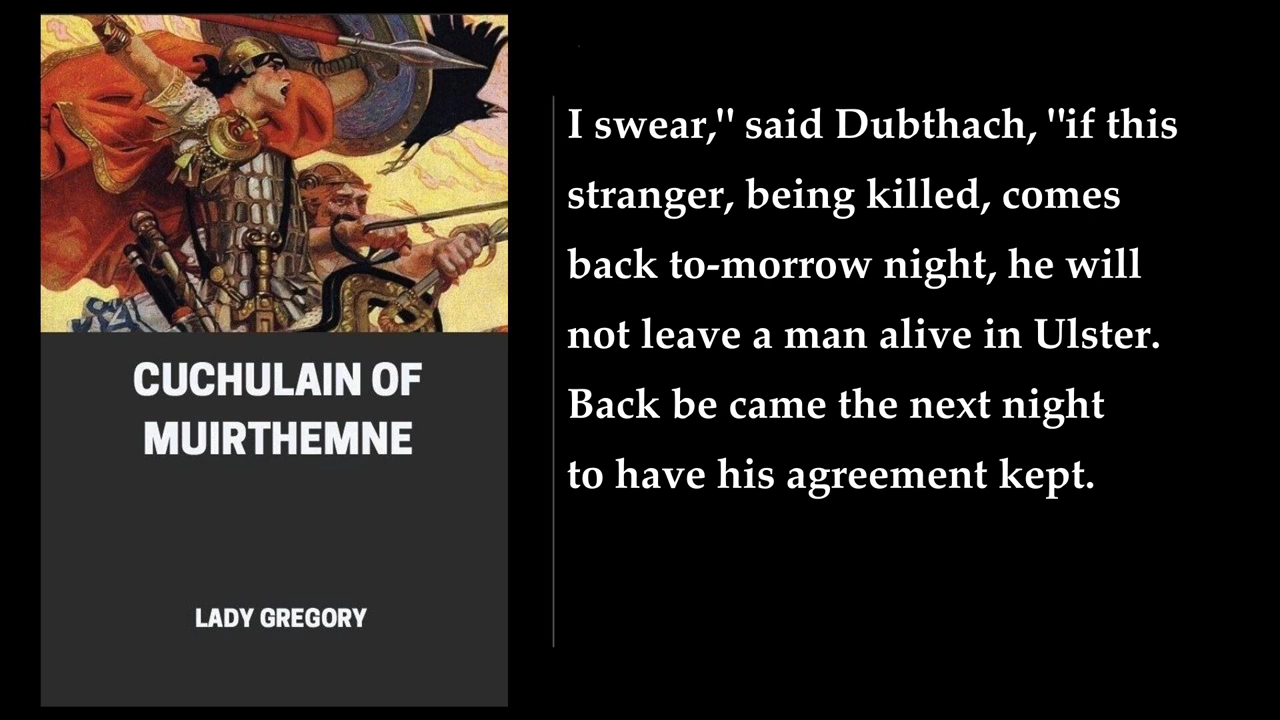 CUCHULAIN OF
MUIRTHEMNE
LADY GREGORY
I swear," said Dubthach, "if this
stranger, being killed, comes
back to-morrow night, he will
not leave a man alive in Ulster.
Back be came the next night
to have his agreement kept.